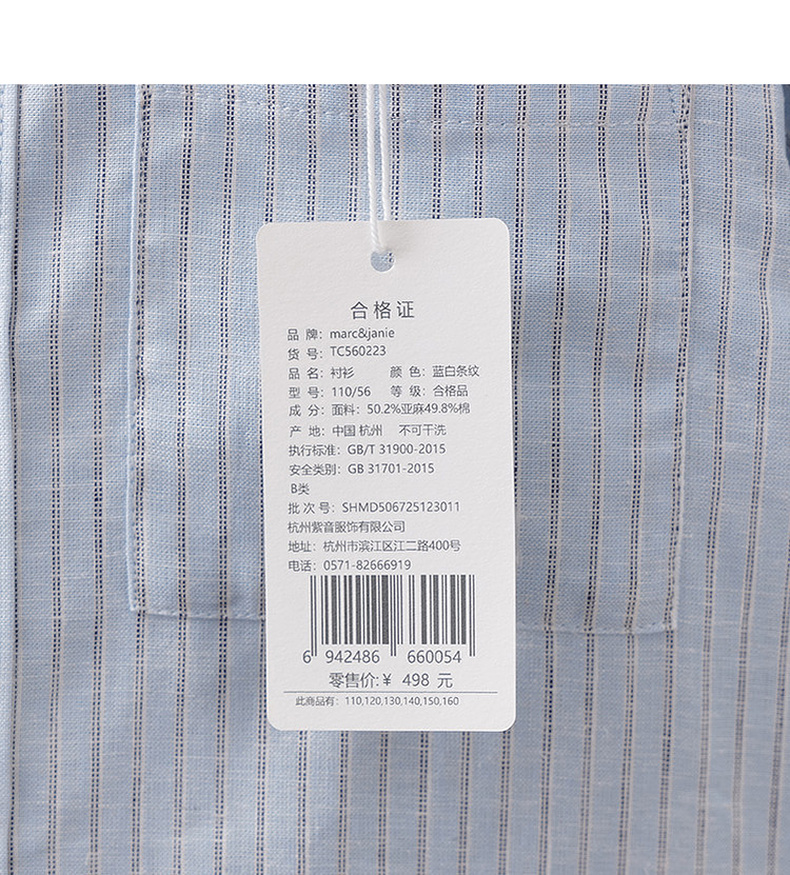 合格证
品 牌：marc&janie
货 号：TC560223
品 名：衬衫 颜 色：蓝白条纹
型 号：110/56 等 级：合格品
成 分：面料：50.2%亚麻49.8%棉
产 地：中国 杭州 不可干洗
执行标准：GB/T 31900-2015
安全类别：GB 31701-2015
B类
批 次 号：SHMD506725123011
杭州紫音服饰有限公司
地址：杭州市滨江区江二路400号
电话：0571-82666919
6 942486 660054
零售价:¥ 498 元
此商品有：110,120,130,140,150,160